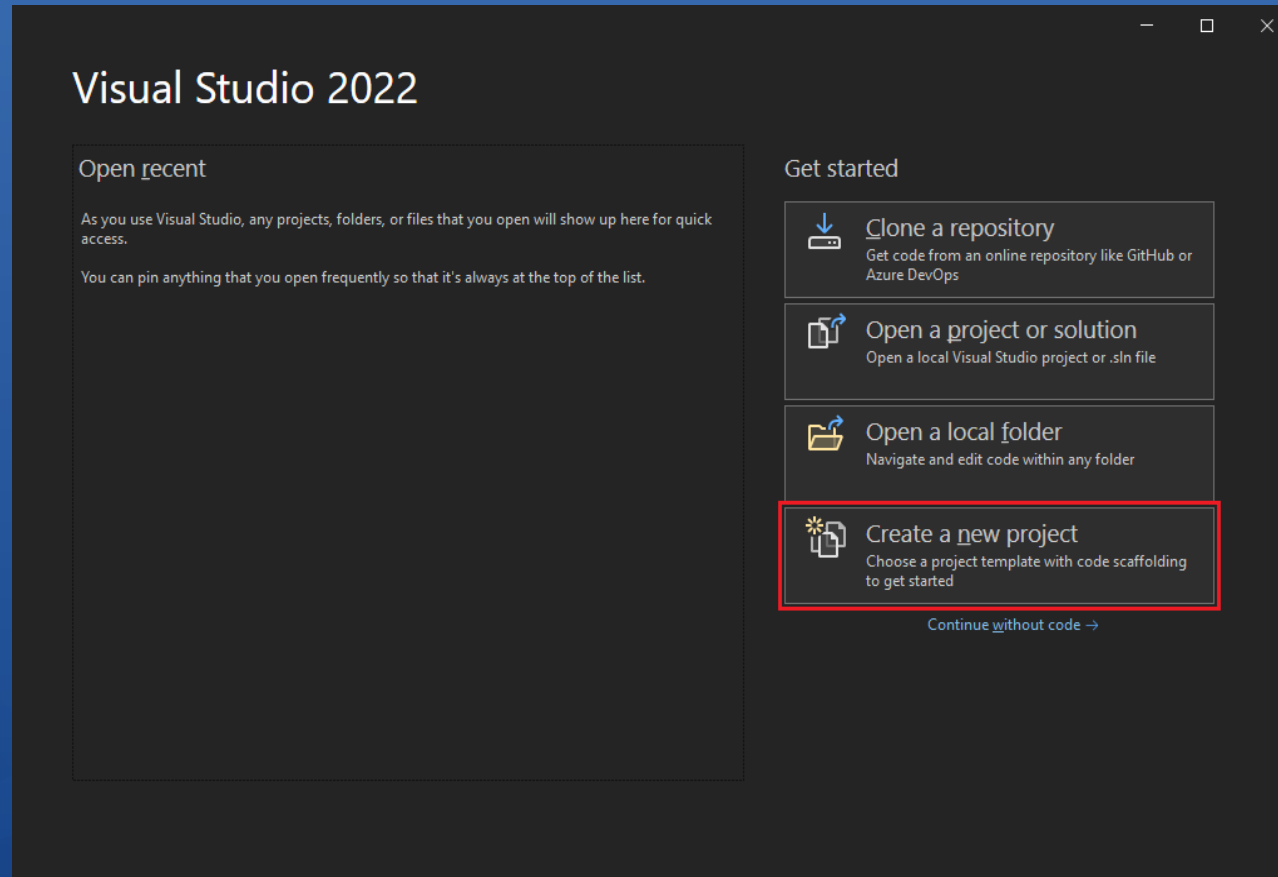 Visual Studio 2022
Open recent
As you use Visual Studio, any projects, folders, or files that you open will show up here for quick
access.
You can pin anything that you open frequently so that it's always at the top of the list.
Get started
Clone a repository
Get code from an online repository like GitHub or
Azure DevOps
Open a project or solution
Open a local Visual Studio project or .sln file
Open a local folder
Navigate and edit code within any folder
Create a new project
Choose a project template with code scaffolding
to get started
Continue without code →